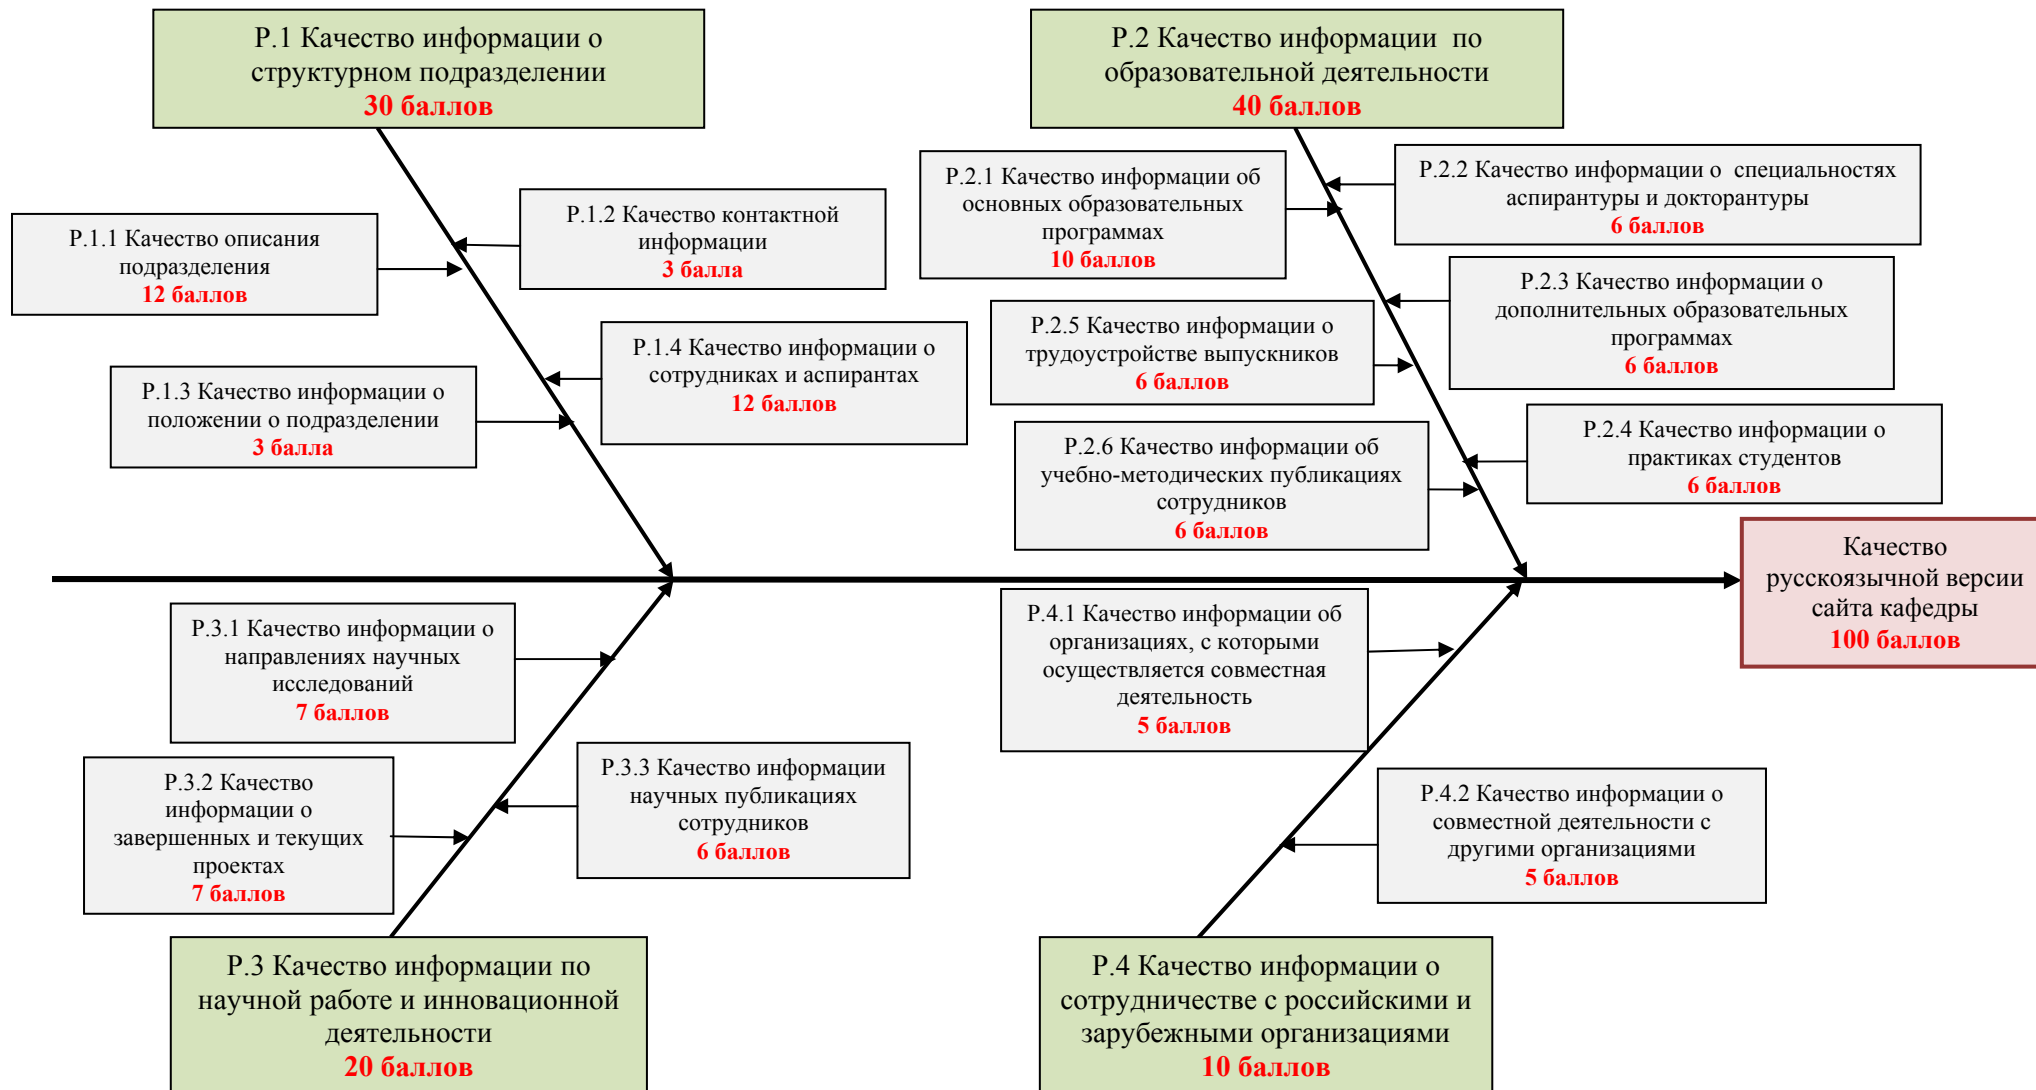 Р.1 Качество информации о
структурном подразделении
30 баллов
Р.2 Качество информации по
образовательной деятельности
40 баллов
Р.1.1 Качество описания
подразделения
12 баллов
Р.1.2 Качество контактной
информации
3 балла
Р.1.3 Качество информации о
положении о подразделении
3 балла
Р.1.4 Качество информации о
сотрудниках и аспирантах
12 баллов
Р.2.1 Качество информации об
основных образовательных
программах
10 баллов
Р.2.2 Качество информации о специальностях
аспирантуры и докторантуры
6 баллов
Р.2.3 Качество информации о
дополнительных образовательных
программах
6 баллов
Р.2.5 Качество информации о
трудоустройстве выпускников
6 баллов
Р.2.4 Качество информации о
практиках студентов
6 баллов
Р.2.6 Качество информации об
учебно-методических публикациях
сотрудников
6 баллов
Качество
русскоязычной версии
сайта кафедры
100 баллов
Р.3.1 Качество информации о
направлениях научных
исследований
7 баллов
Р.3.2 Качество
информации о
завершенных и текущих
проектах
7 баллов
Р.3.3 Качество информации
научных публикациях
сотрудников
6 баллов
Р.4.1 Качество информации об
организациях, с которыми
осуществляется совместная
деятельность
5 баллов
Р.4.2 Качество информации о
совместной деятельности с
другими организациями
5 баллов
Р.3 Качество информации по
научной работе и инновационной
деятельности
20 баллов
Р.4 Качество информации о
сотрудничестве с российскими и
зарубежными организациями
10 баллов